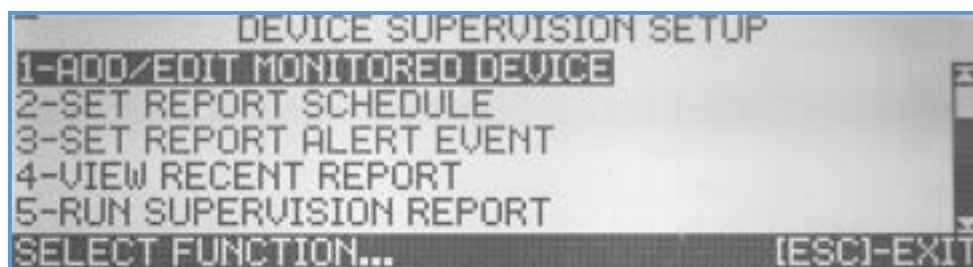 DEVICE SUPERVISION SETUP
1-ADD/EDIT MONITORED DEVICE
2-SET REPORT SCHEDULE
3-SET REPORT ALERT EVENT
4-VIEW RECENT REPORT
5-RUN SUPERVISION REPORT
SELECT FUNCTION... [ESC]-EXIT